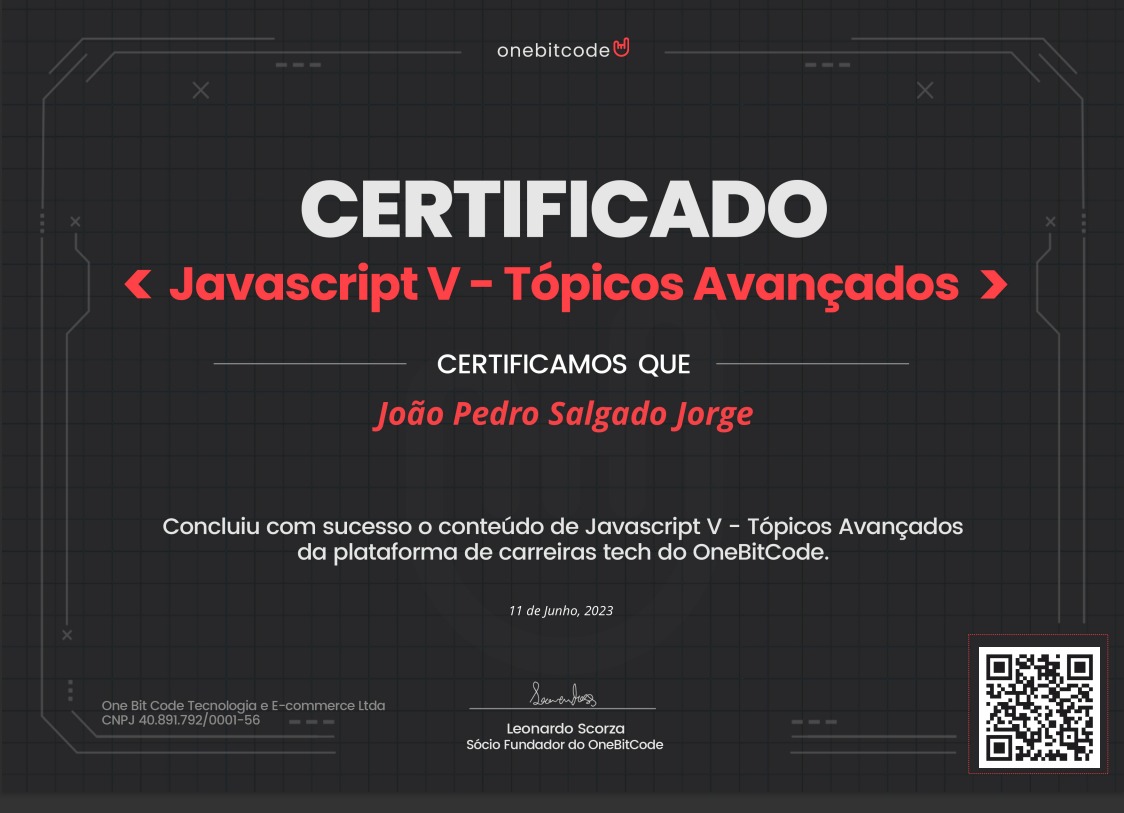 onebitcode
CERTIFICADO
< Javascript V - Tópicos Avançados >
CERTIFICAMOS QUE
João Pedro Salgado Jorge
Concluiu com sucesso o conteúdo de Javascript V - Tópicos Avançados
da plataforma de carreiras tech do OneBitCode.
11 de Junho, 2023
One Bit Code Tecnologia e E-commerce Ltda
CNPJ 40.891.792/0001-56
Leonardo Scorza
Sócio Fundador do OneBitCode